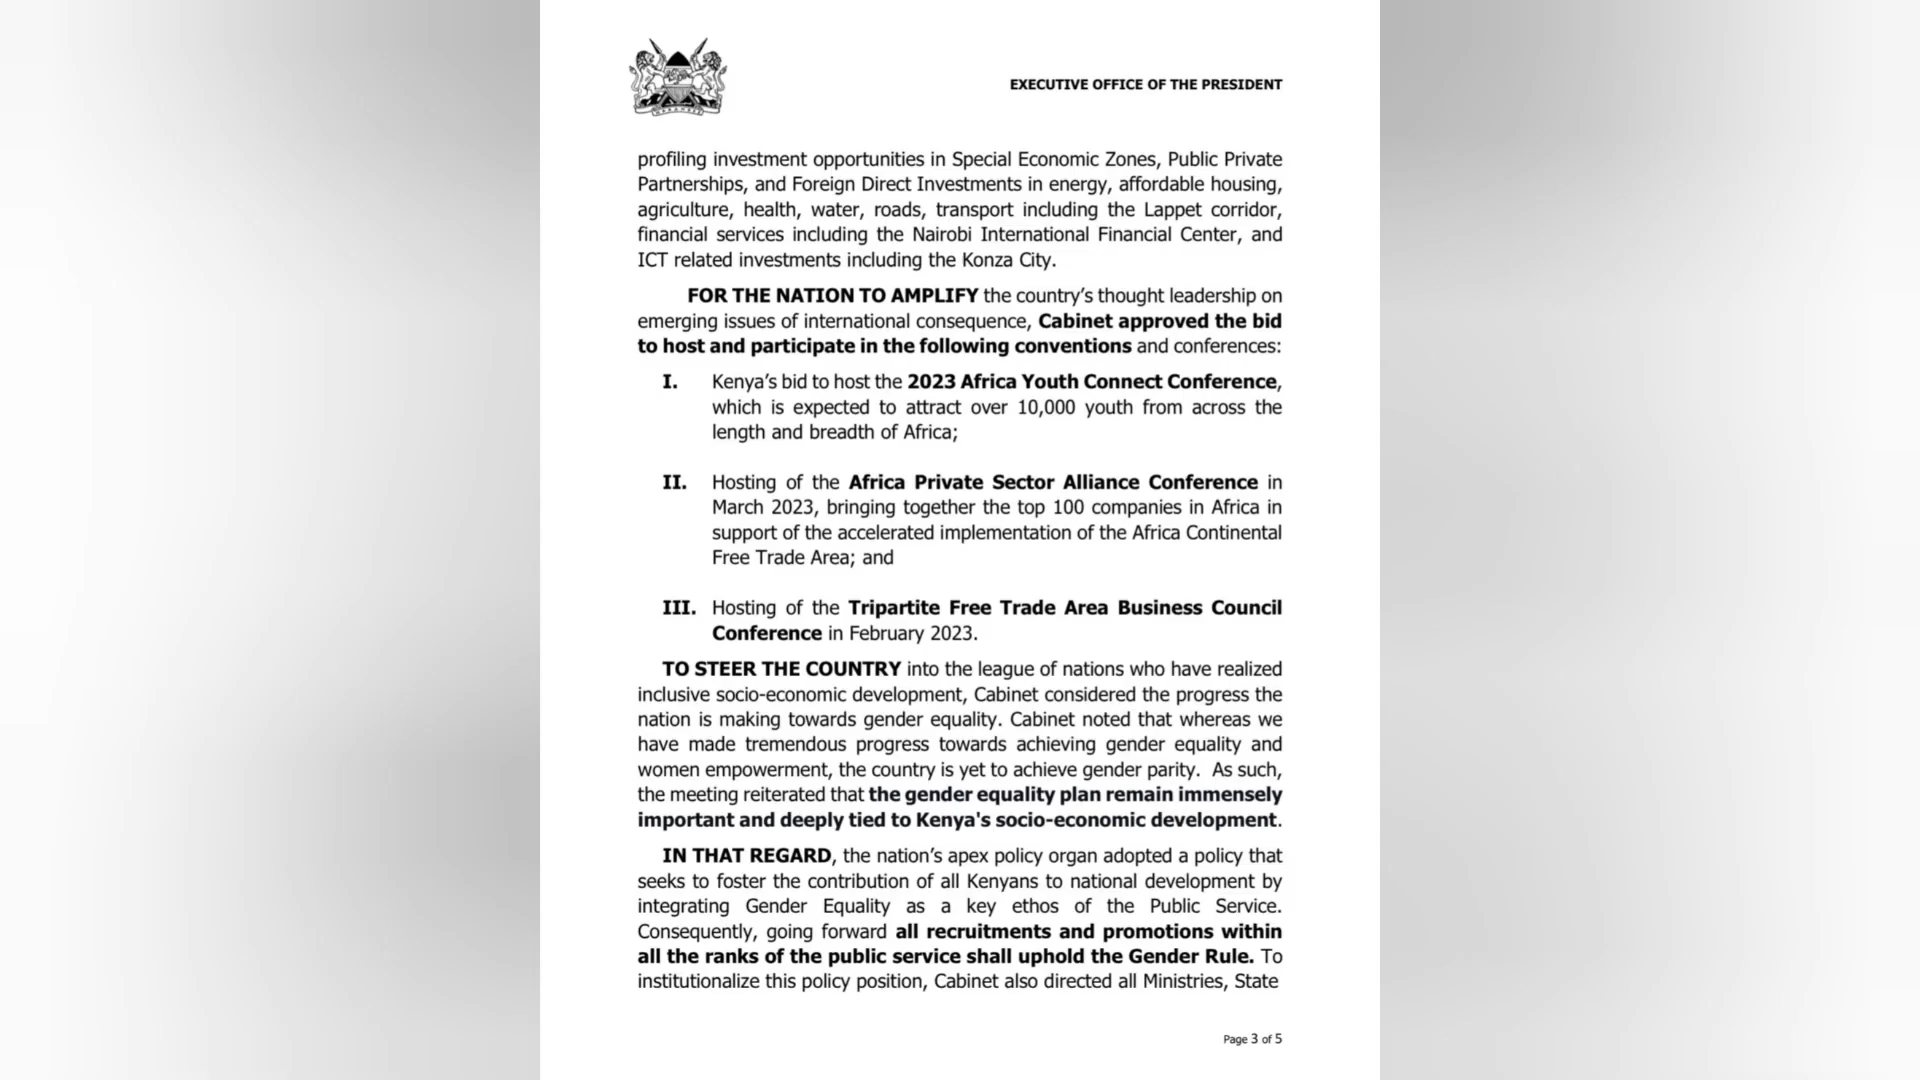 EXECUTIVE OFFICE OF THE PRESIDENT
profiling investment opportunities in Special Economic Zones, Public Private
Partnerships, and Foreign Direct Investments in energy, affordable housing,
agriculture, health, water, roads, transport including the Lappet corridor,
financial services including the Nairobi International Financial Center, and
ICT related investments including the Konza City.
FOR THE NATION TO AMPLIFY the country’s thought leadership on
emerging issues of international consequence, Cabinet approved the bid
to host and participate in the following conventions and conferences:
I. Kenya’s bid to host the 2023 Africa Youth Connect Conference,
which is expected to attract over 10,000 youth from across the
length and breadth of Africa;
II. Hosting of the Africa Private Sector Alliance Conference in
March 2023, bringing together the top 100 companies in Africa in
support of the accelerated implementation of the Africa Continental
Free Trade Area; and
III. Hosting of the Tripartite Free Trade Area Business Council
Conference in February 2023.
TO STEER THE COUNTRY into the league of nations who have realized
inclusive socio-economic development, Cabinet considered the progress the
nation is making towards gender equality. Cabinet noted that whereas we
have made tremendous progress towards achieving gender equality and
women empowerment, the country is yet to achieve gender parity. As such,
the meeting reiterated that the gender equality plan remain immensely
important and deeply tied to Kenya's socio-economic development.
IN THAT REGARD, the nation’s apex policy organ adopted a policy that
seeks to foster the contribution of all Kenyans to national development by
integrating Gender Equality as a key ethos of the Public Service.
Consequently, going forward all recruitments and promotions within
all the ranks of the public service shall uphold the Gender Rule. To
institutionalize this policy position, Cabinet also directed all Ministries, State
Page 3 of 5